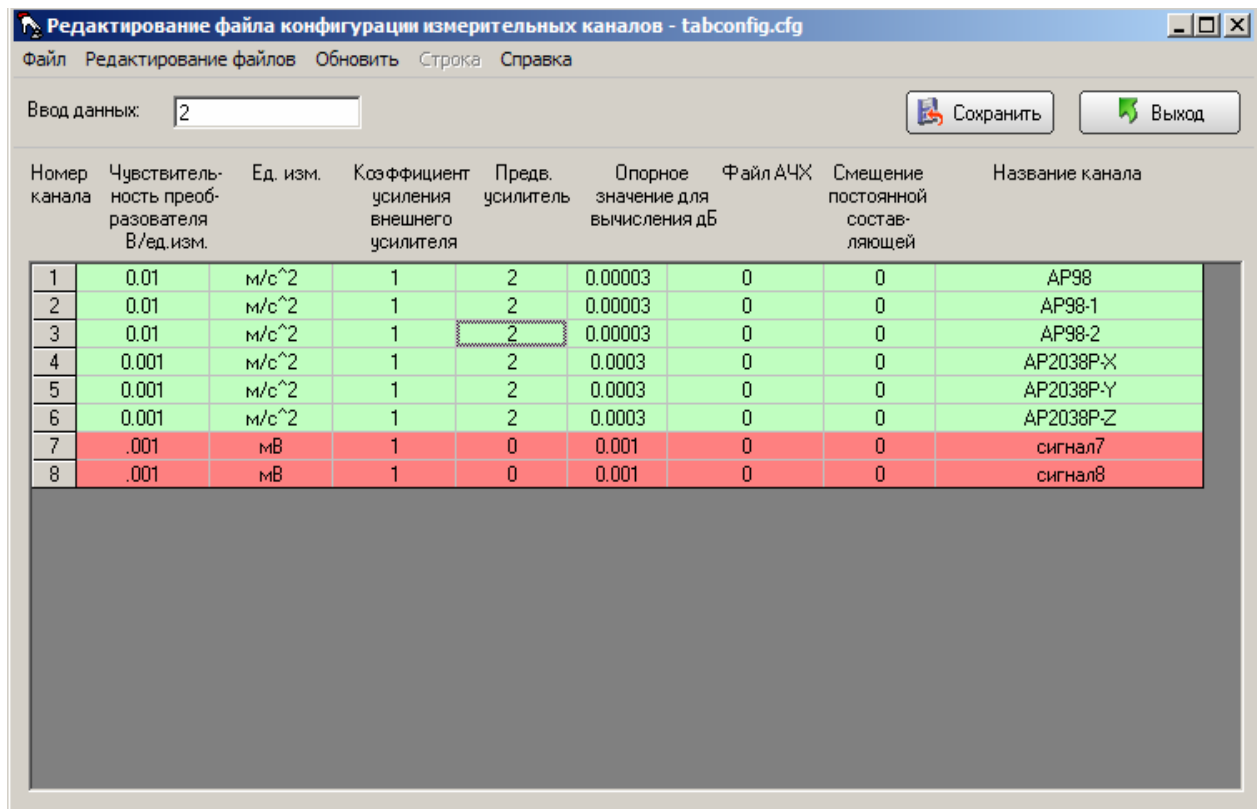 Редактирование файла конфигурации измерительных каналов - tabconfig.cfg
Файл Редактирование файлов Обновить Строка Справка
Ввод данных: 2 Сохранить Выход
Номер Чувствитель- Ед. изм. Коэффициент Предв. Опорное Файл АЧХ Смещение Название канала
канала ность преоб- усиления усилитель значение для постоянной
разователя внешнего вычисления дБ состав-
В/ед.изм. усилителя ляющей
1 0.01 м/с^2 1 2 0.00003 0 0 AP98
2 0.01 м/с^2 1 2 0.00003 0 0 AP98-1
3 0.01 м/с^2 1 2 0.00003 0 0 AP98-2
4 0.001 м/с^2 1 2 0.0003 0 0 AP2038P-X
5 0.001 м/с^2 1 2 0.0003 0 0 AP2038P-Y
6 0.001 м/с^2 1 2 0.0003 0 0 AP2038P-Z
7 .001 мВ 1 0 0.001 0 0 сигнал7
8 .001 мВ 1 0 0.001 0 0 сигнал8